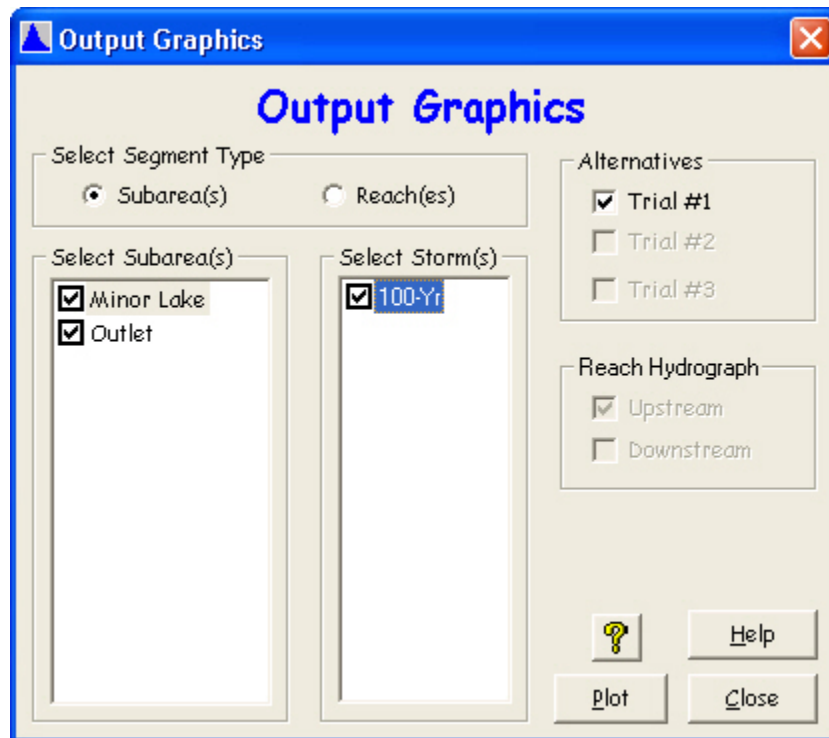 Output Graphics
Output Graphics
Select Segment Type
Subarea(s)
Reach(es)
Alternatives
Trial #1
Trial #2
Trial #3
Select Subarea(s)
Minor Lake
Outlet
Select Storm(s)
100-Yr
Reach Hydrograph
Upstream
Downstream
?
Help
Plot
Close